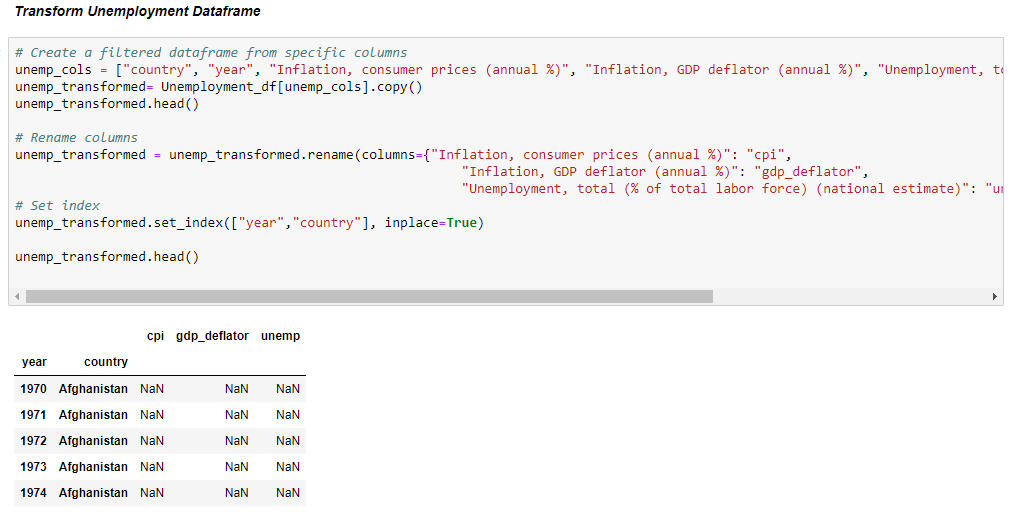 Transform Unemployment Dataframe
# Create a filtered dataframe from specific columns
unemp_cols = ["country", "year", "Inflation, consumer prices (annual %)", "Inflation, GDP deflator (annual %)", "Unemployment,
unemp_transformed= Unemployment_df[unemp_cols].copy()
unemp_transformed.head()
# Rename columns
unemp_transformed = unemp_transformed.rename(columns={"Inflation, consumer prices (annual %)": "cpi",
"Inflation, GDP deflator (annual %)": "gdp_deflator",
"Unemployment, total (% of total labor force) (national estimate)":
# Set index
unemp_transformed.set_index(["year","country"], inplace=True)
unemp_transformed.head()
cpi gdp_deflator unemp
year country
1970 Afghanistan NaN NaN NaN
1971 Afghanistan NaN NaN NaN
1972 Afghanistan NaN NaN NaN
1973 Afghanistan NaN NaN NaN
1974 Afghanistan NaN NaN NaN